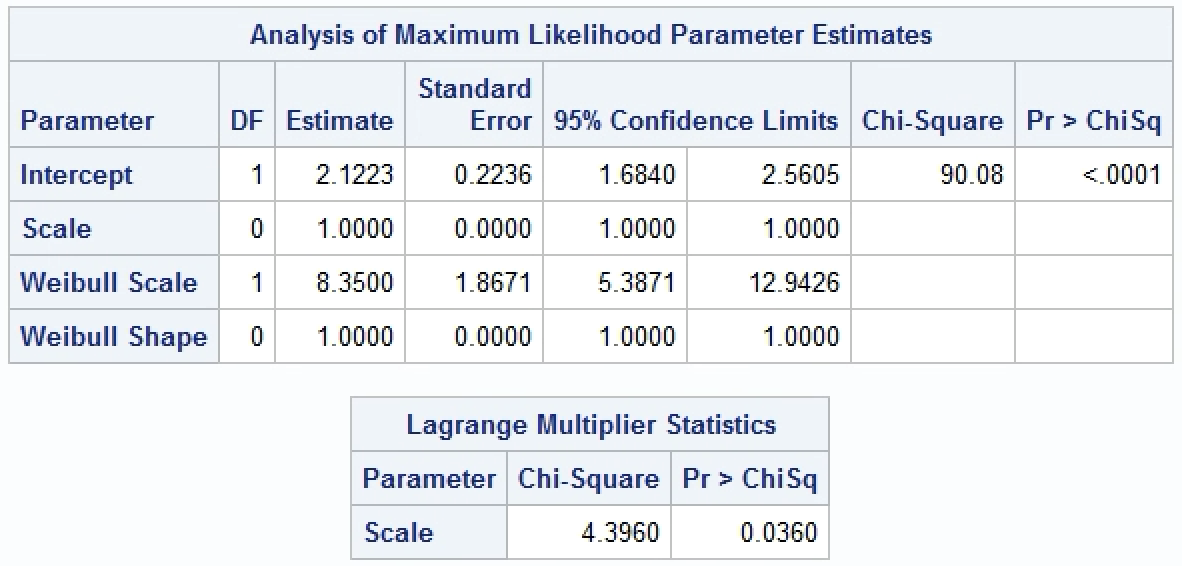 Analysis of Maximum Likelihood Parameter Estimates
Parameter DF Estimate Standard Error 95% Confidence Limits Chi-Square Pr > ChiSq
Intercept 1 2.1223 0.2236 1.6840 2.5605 90.08 <.0001
Scale 0 1.0000 0.0000 1.0000 1.0000
Weibull Scale 1 8.3500 1.8671 5.3871 12.9426
Weibull Shape 0 1.0000 0.0000 1.0000 1.0000
Lagrange Multiplier Statistics
Parameter Chi-Square Pr > ChiSq
Scale 4.3960 0.0360